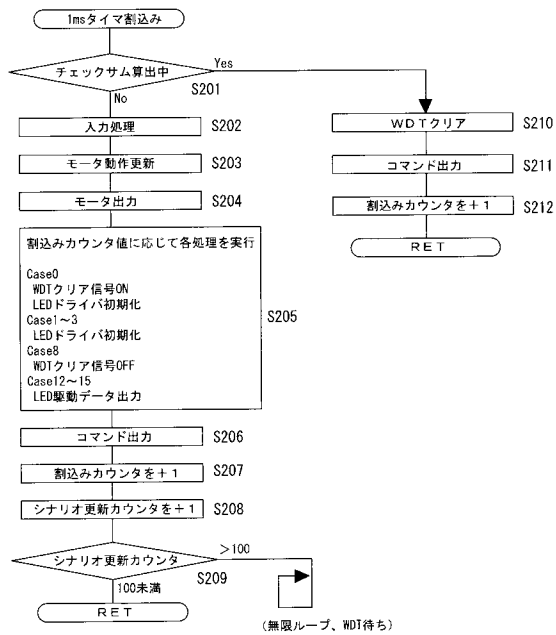 1msタイマ割込み
チェックサム算出中
Yes
S201
No
入力処理
S202
モータ動作更新
S203
モータ出力
S204
割込みカウンタ値に応じて各処理を実行
Case0
WDTクリア信号ON
LEDドライバ初期化
Case1～3
LEDドライバ初期化
Case8
WDTクリア信号OFF
Case12～15
LED駆動データ出力
S205
コマンド出力
S206
割込みカウンタを＋１
S207
シナリオ更新カウンタを＋１
S208
シナリオ更新カウンタ
＞100
S209
100未満
ＲＥＴ
(無限ループ、WDT待ち)
ＷＤＴクリア
S210
コマンド出力
S211
割込みカウンタを＋１
S212
ＲＥＴ